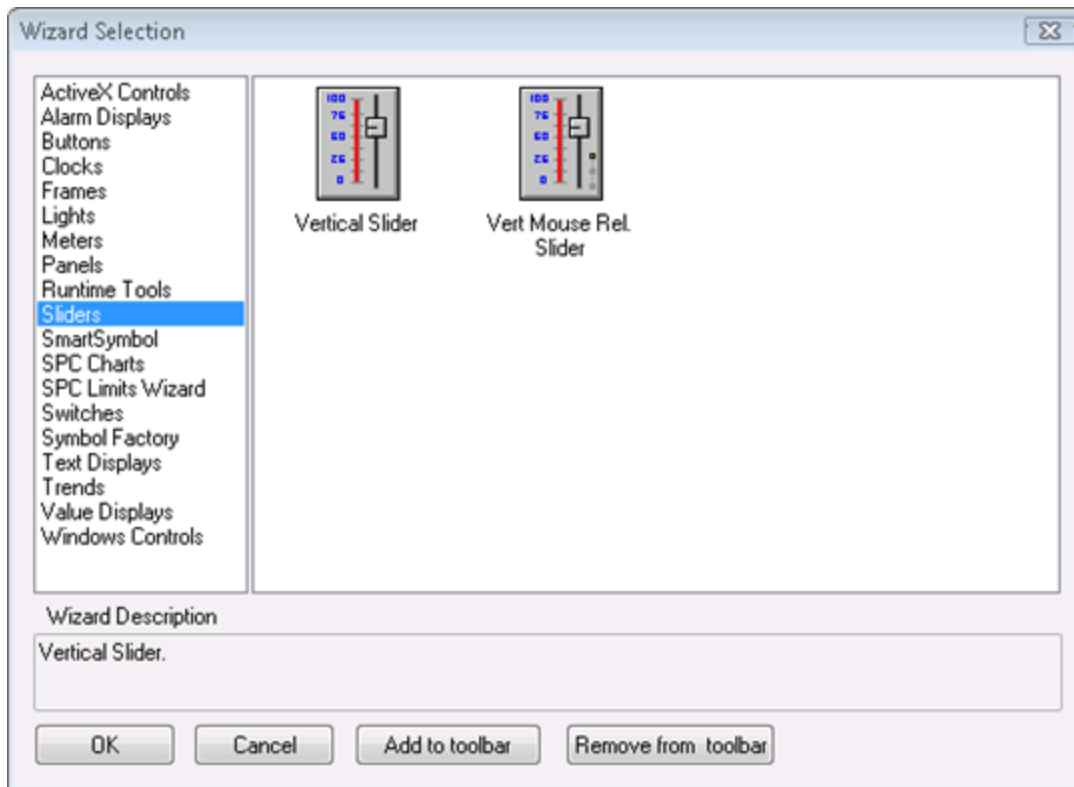 Wizard Selection
ActiveX Controls
Alarm Displays
Buttons
Clocks
Frames
Lights
Meters
Panels
Runtime Tools
Sliders
SmartSymbol
SPC Charts
SPC Limits Wizard
Switches
Symbol Factory
Text Displays
Trends
Value Displays
Windows Controls
100
75
50
25
0
Vertical Slider
100
75
50
25
0
Vert Mouse Rel.
Slider
Wizard Description
Vertical Slider.
OK
Cancel
Add to toolbar
Remove from toolbar